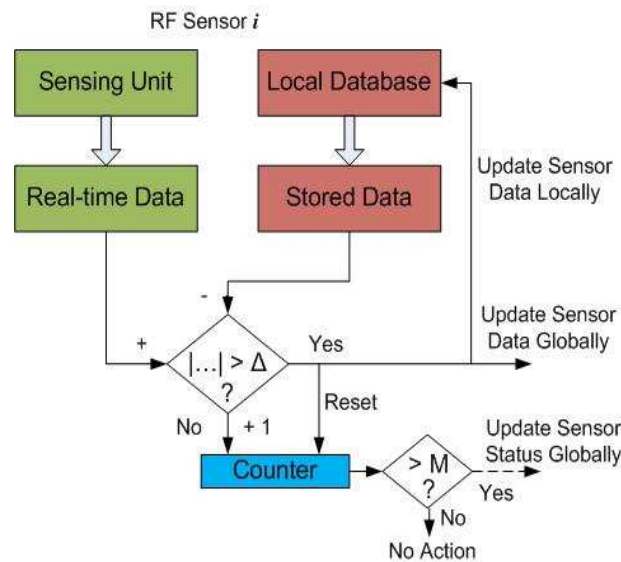 RF Sensor i
Sensing Unit
Local Database
Real-time Data
Stored Data
Update Sensor
Data Locally
-
+
|...| > Δ
?
Yes
Update Sensor
Data Globally
No
+ 1
Reset
Counter
> M
?
Update Sensor
Status Globally
Yes
No
No Action